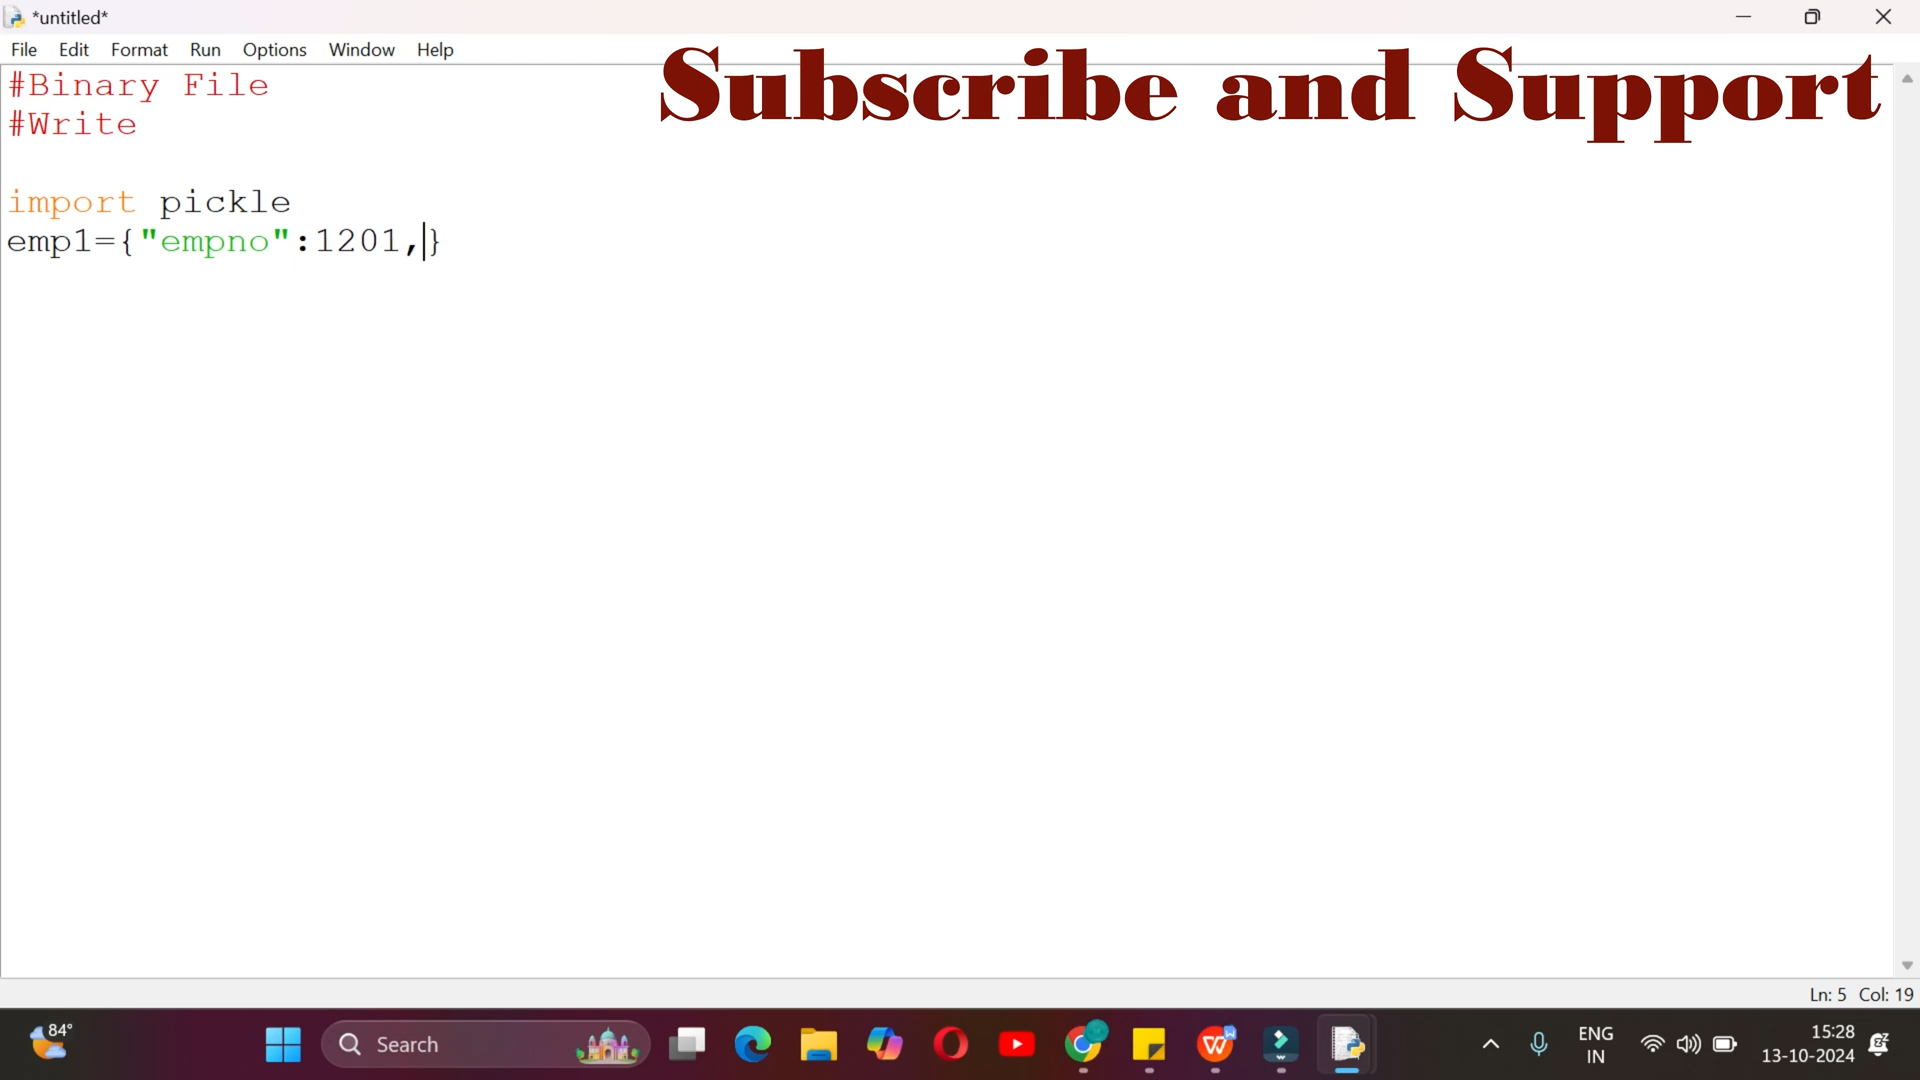 *untitled*
File Edit Format Run Options Window Help
Subscribe and Support
#Binary File
#Write
import pickle
emp1={"empno":1201,}
Ln: 5 Col: 19
84°
Search
ENG
IN
15:28
13-10-2024